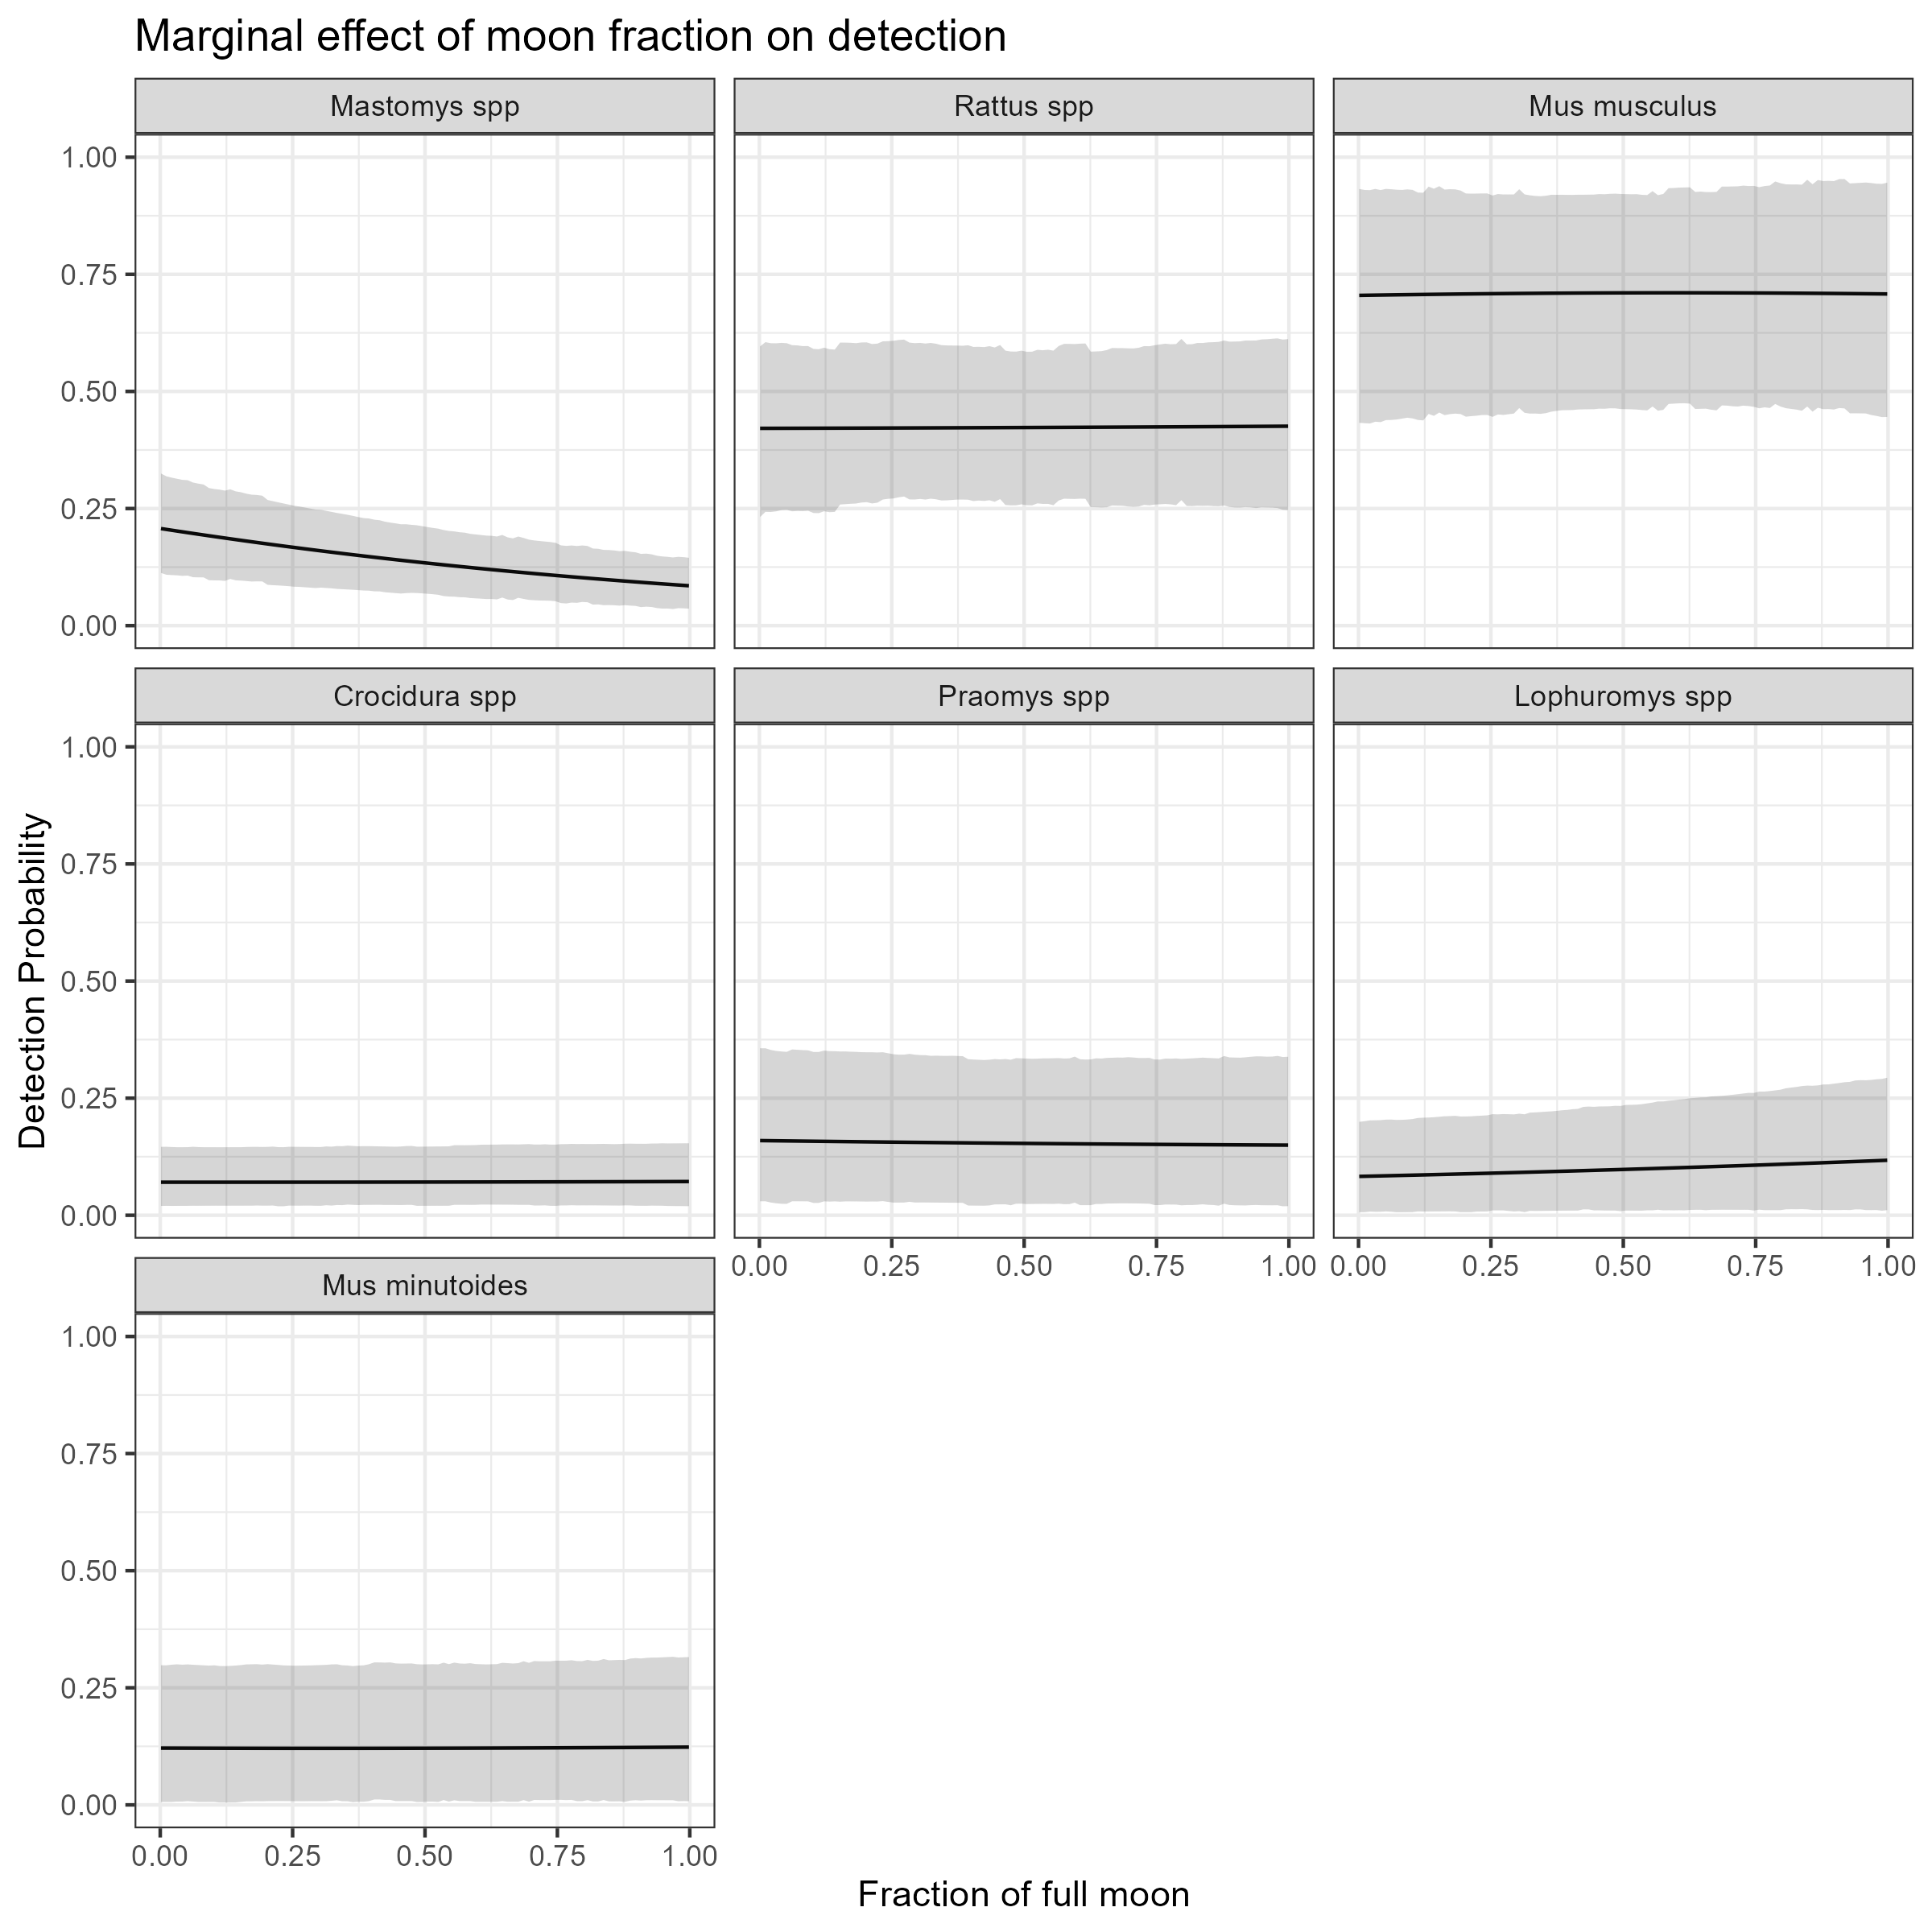 Marginal effect of moon fraction on detection
Mastomys spp
Rattus spp
Mus musculus
1.00
0.75
0.50
0.25
0.00
Crocidura spp
Praomys spp
Lophuromys spp
1.00
0.75
0.50
0.25
0.00
0.00 0.25 0.50 0.75 1.00
0.00 0.25 0.50 0.75 1.00
Mus minutoides
1.00
0.75
0.50
0.25
0.00
0.00 0.25 0.50 0.75 1.00
Detection Probability
Fraction of full moon